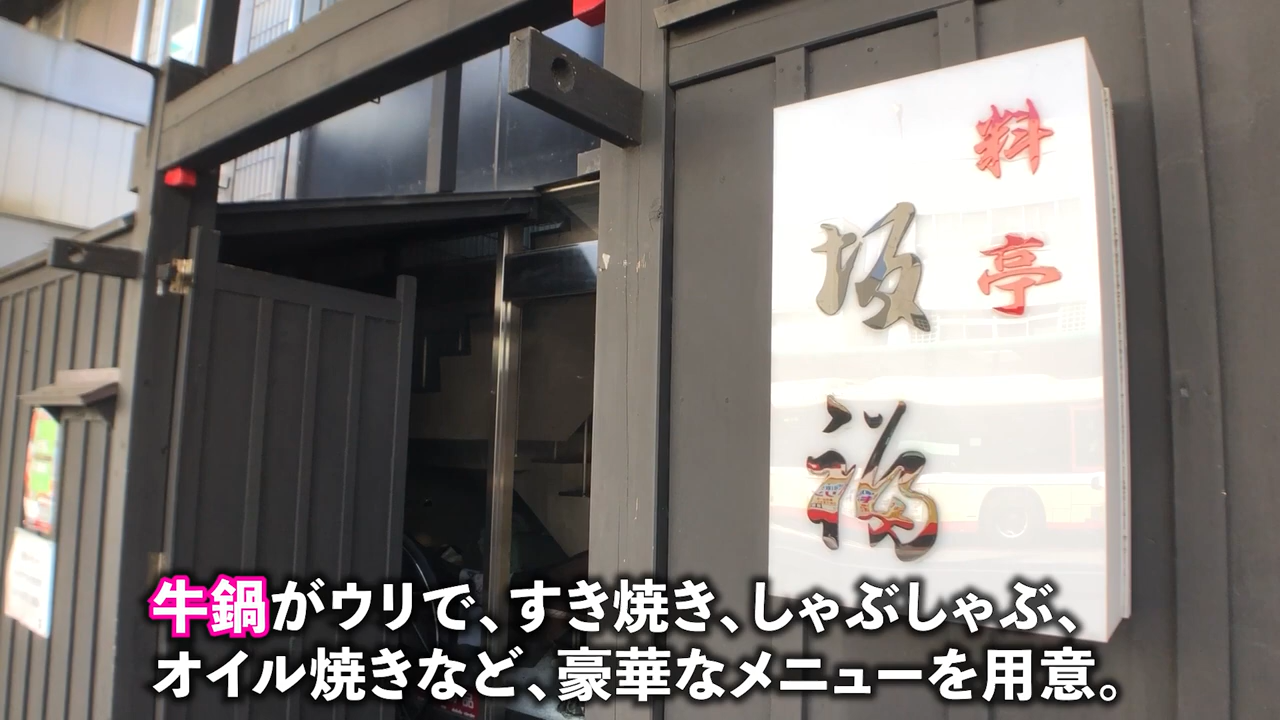 料亭
坂福
牛鍋がウリで、すき焼き、しゃぶしゃぶ、
オイル焼きなど、豪華なメニューを用意。